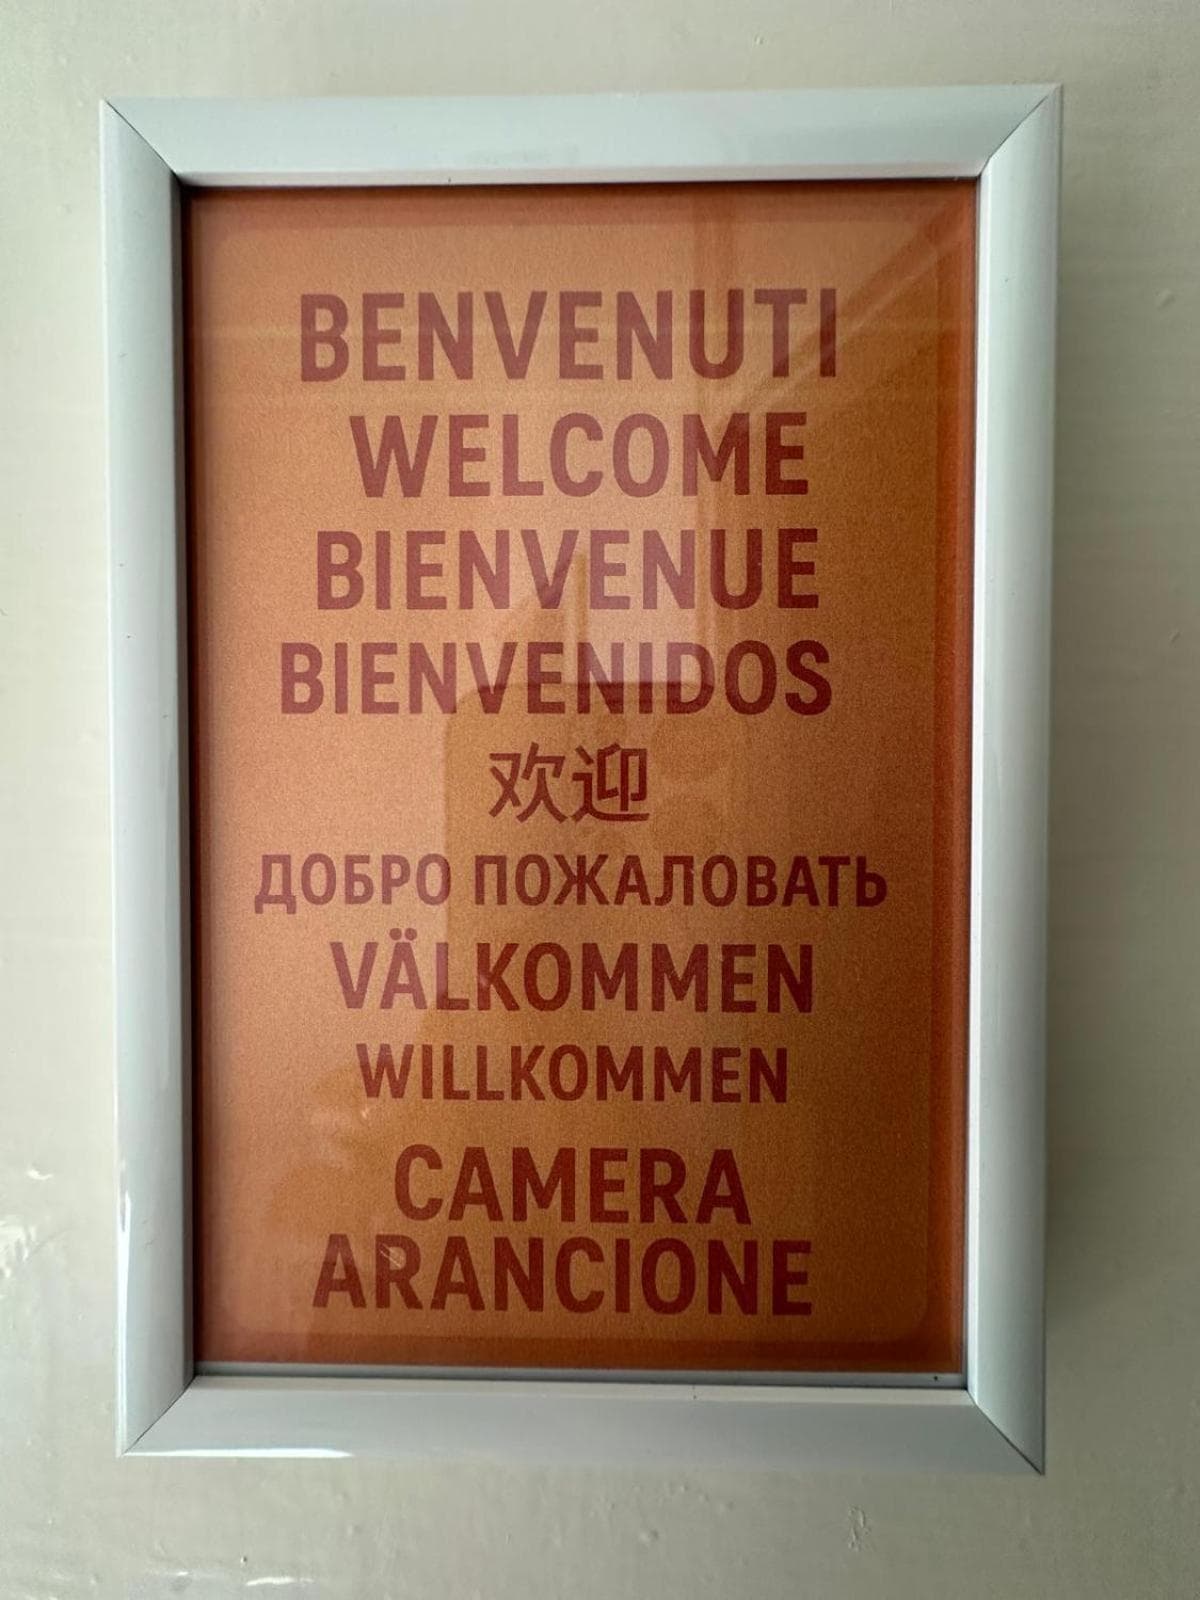 BENVENUTI
WELCOME
BIENVENUE
BIENVENIDOS
欢迎
ДОБРО ПОЖАЛОВАТЬ
VÄLKOMMEN
WILLKOMMEN
CAMERA
ARANCIONE